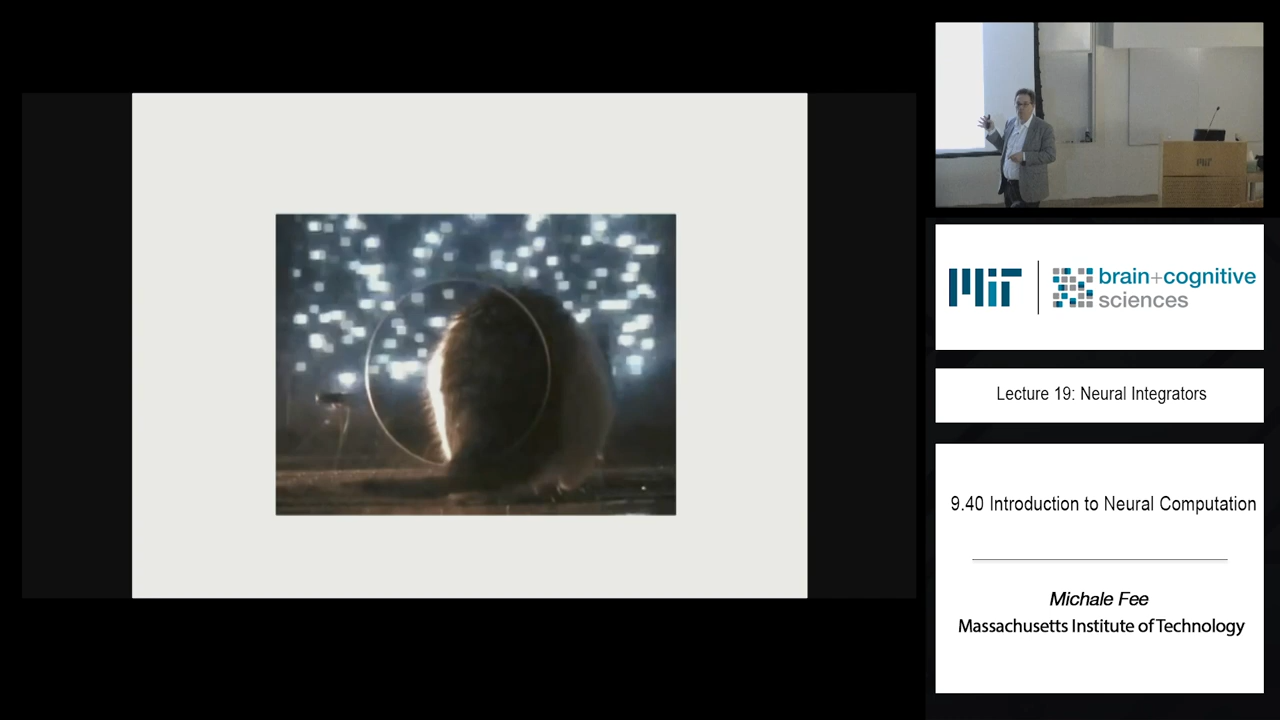 MIT
MIT
brain+cognitive
sciences
Lecture 19: Neural Integrators
9.40 Introduction to Neural Computation
Michale Fee
Massachusetts Institute of Technology